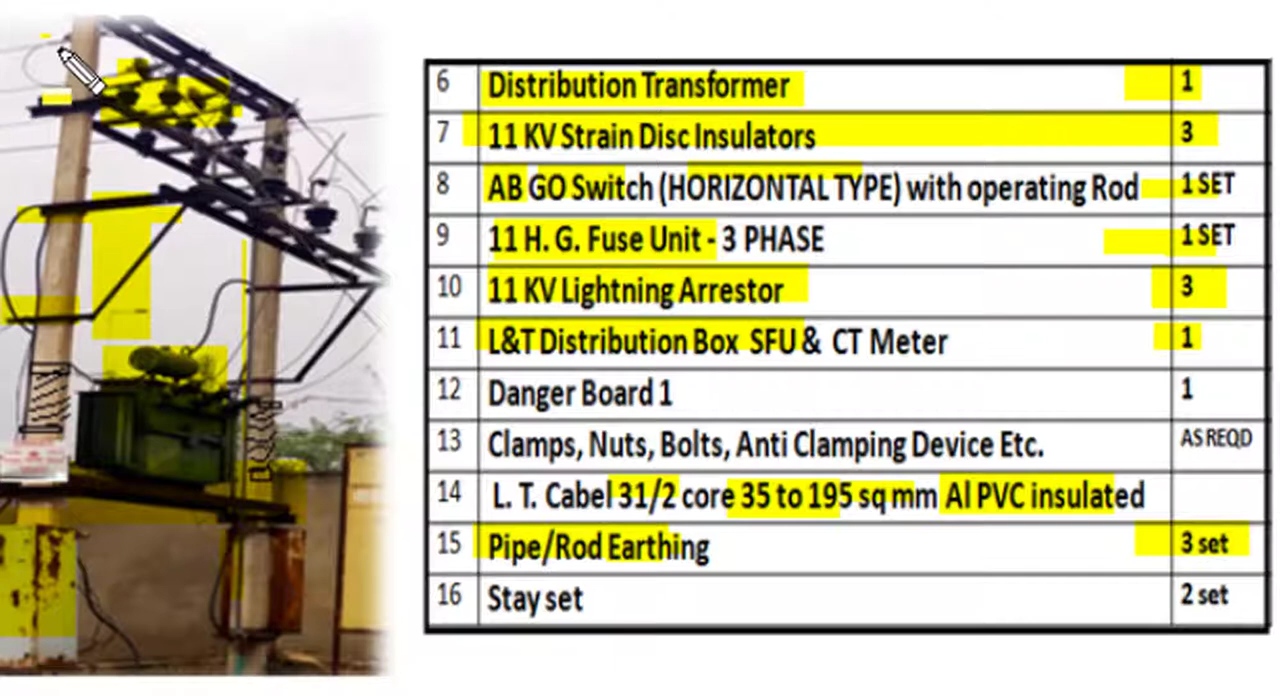 6 Distribution Transformer 1
7 11 KV Strain Disc Insulators 3
8 AB GO Switch (HORIZONTAL TYPE) with operating Rod 1 SET
9 11 H. G. Fuse Unit - 3 PHASE 1 SET
10 11 KV Lightning Arrestor 3
11 L&T Distribution Box SFU & CT Meter 1
12 Danger Board 1 1
13 Clamps, Nuts, Bolts, Anti Clamping Device Etc. AS REQD
14 L. T. Cabel 31/2 core 35 to 195 sq mm Al PVC insulated
15 Pipe/Rod Earthing 3 set
16 Stay set 2 set